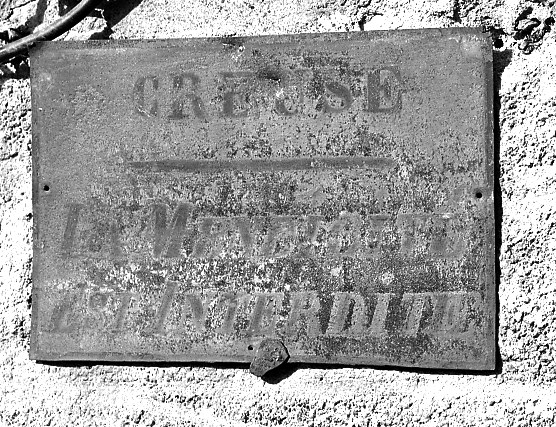 CREUSE
LA MENDICITÉ
EST INTERDITE